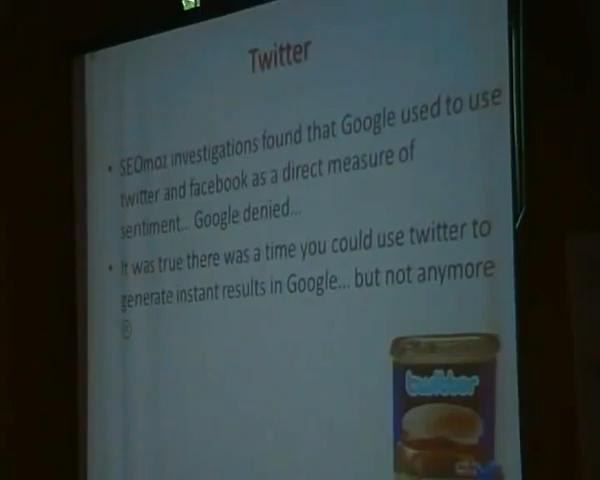 Twitter
• SEOmoz investigations found that Google used to use
twitter and facebook as a direct measure of
sentiment... Google denied...
• It was true there was a time you could use twitter to
generate instant results in Google... but not anymore
twitter